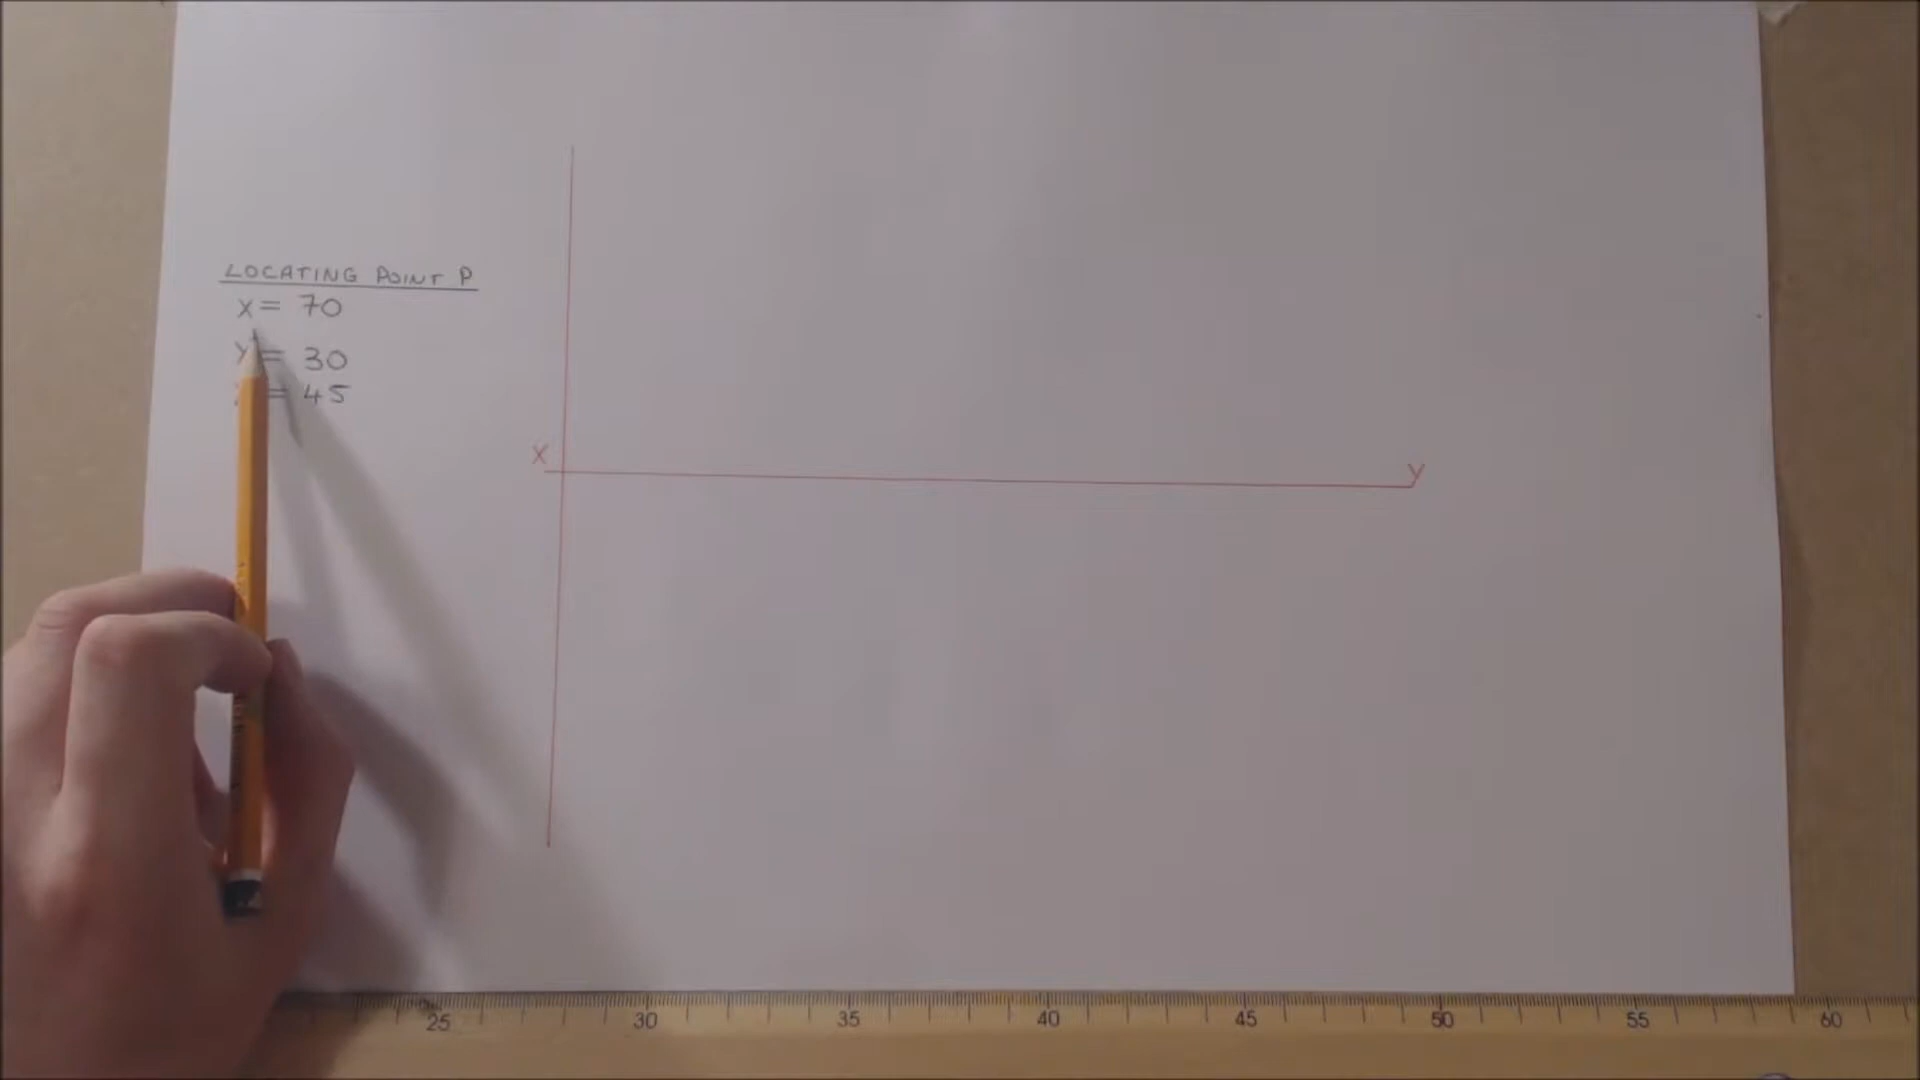 LOCATING POINT P
X = 70
Y = 30
= 45
X
Y
25 30 35 40 45 50 55 60